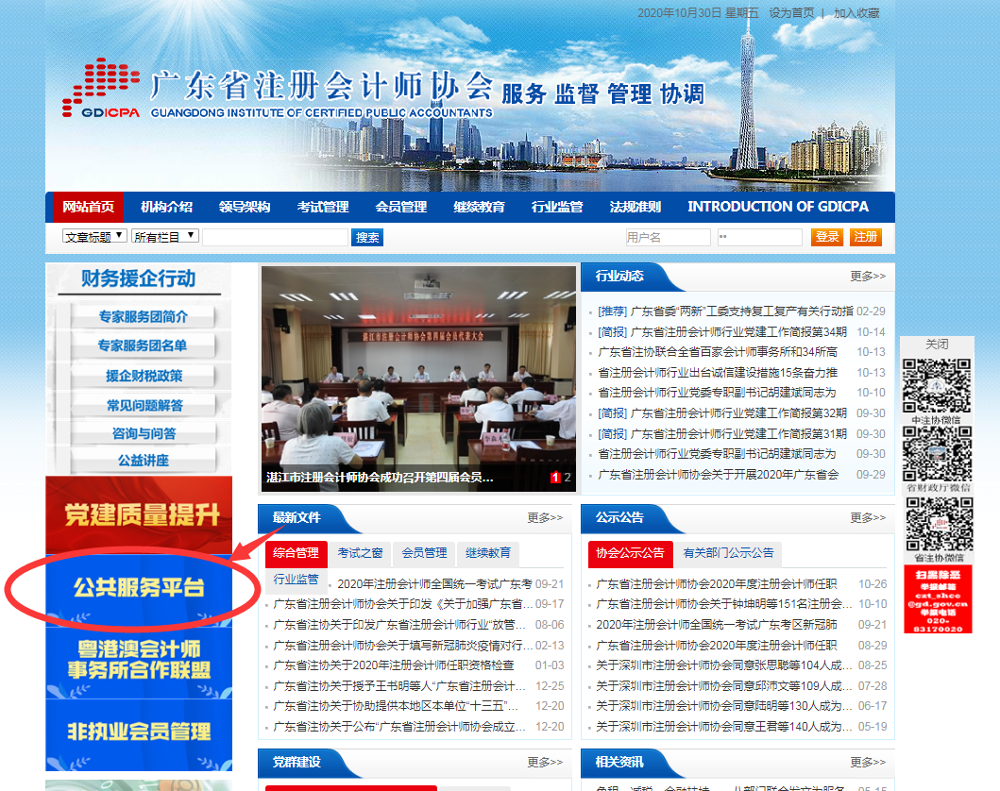 2020年10月30日 星期五 设为首页 | 加入收藏
GDICPA
广东省注册会计师协会 服务 监督 管理 协调
GUANGDONG INSTITUTE OF CERTIFIED PUBLIC ACCOUNTANTS
网站首页 机构介绍 领导架构 考试管理 会员管理 继续教育 行业监管 法规准则 INTRODUCTION OF GDICPA
文章标题 所有栏目 搜索 用户名 •• 登录 注册
财务援企行动
专家服务团简介
专家服务团名单
援企财税政策
常见问题解答
咨询与问答
公益讲座
党建质量提升
公共服务平台
粤港澳会计师
事务所合作联盟
非执业会员管理
湛江市注册会计师协会第四届会员代表大会
湛江市注册会计师协会成功召开第四届会员... 1 2
行业动态 更多>>
[推荐] 广东省委“两新”工委支持复工复产有关行动指 02-29
[简报] 广东省注册会计师行业党建工作简报第34期 10-14
广东省注协联合全省百家会计师事务所和34所高 10-13
省注册会计师行业出台诚信建设措施15条奋力推 10-13
省注册会计师行业党委专职副书记胡建斌同志为 10-10
[简报] 广东省注册会计师行业党建工作简报第32期 09-30
[简报] 广东省注册会计师行业党建工作简报第31期 09-30
省注册会计师行业党委专职副书记胡建斌同志为 09-30
广东省注册会计师协会关于开展2020年广东省会 09-29
最新文件 更多>>
综合管理 考试之窗 会员管理 继续教育
行业监管 2020年注册会计师全国统一考试广东考 09-21
广东省注册会计师协会关于印发《关于加强广东省... 09-17
广东省注协关于印发广东省注册会计师行业“放管... 08-06
广东省注册会计师协会关于填写新冠肺炎疫情对行... 02-13
广东省注协关于2020年注册会计师任职资格检查 01-03
广东省注协关于授予王书明等人“广东省注册会计... 12-25
广东省注协关于协助提供本地区本单位“十三五”... 12-20
广东省注协关于公布“广东省注册会计师协会成立... 12-20
公示公告 更多>>
协会公示公告 有关部门公示公告
广东省注册会计师协会2020年度注册会计师任职 10-26
广东省注册会计师协会关于钟坤明等151名注册会... 10-10
2020年注册会计师全国统一考试广东考区新冠肺 09-21
广东省注册会计师协会2020年度注册会计师任职 08-29
关于深圳市注册会计师协会同意张思聪等104人成... 08-25
关于深圳市注册会计师协会同意邱沛文等109人成... 07-28
关于深圳市注册会计师协会同意陆明等130人成为... 06-17
关于深圳市注册会计师协会同意王君等140人成为... 05-19
党群建设 更多>>
相关资讯 更多>>
关闭
中注协微信
省财政厅微信
省注协微信
扫黑除恶
举报邮箱
czt_shco
@gd.gov.cn
举报电话
020-
83170020